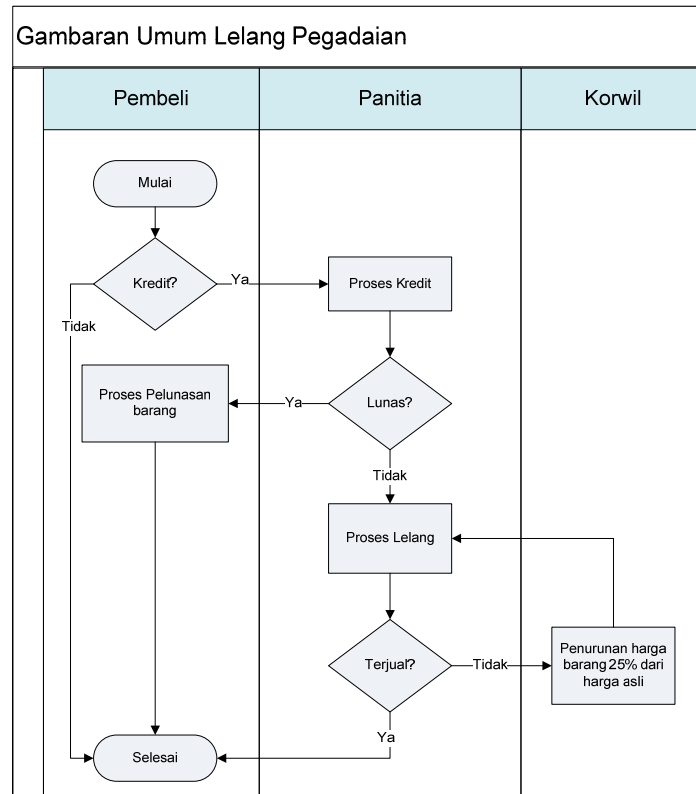 Gambaran Umum Lelang Pegadaian
Pembeli
Panitia
Korwil
Mulai
Kredit?
Ya
Proses Kredit
Tidak
Proses Pelunasan
barang
Ya
Lunas?
Tidak
Proses Lelang
Terjual?
Tidak
Penurunan harga
barang 25% dari
harga asli
Ya
Selesai